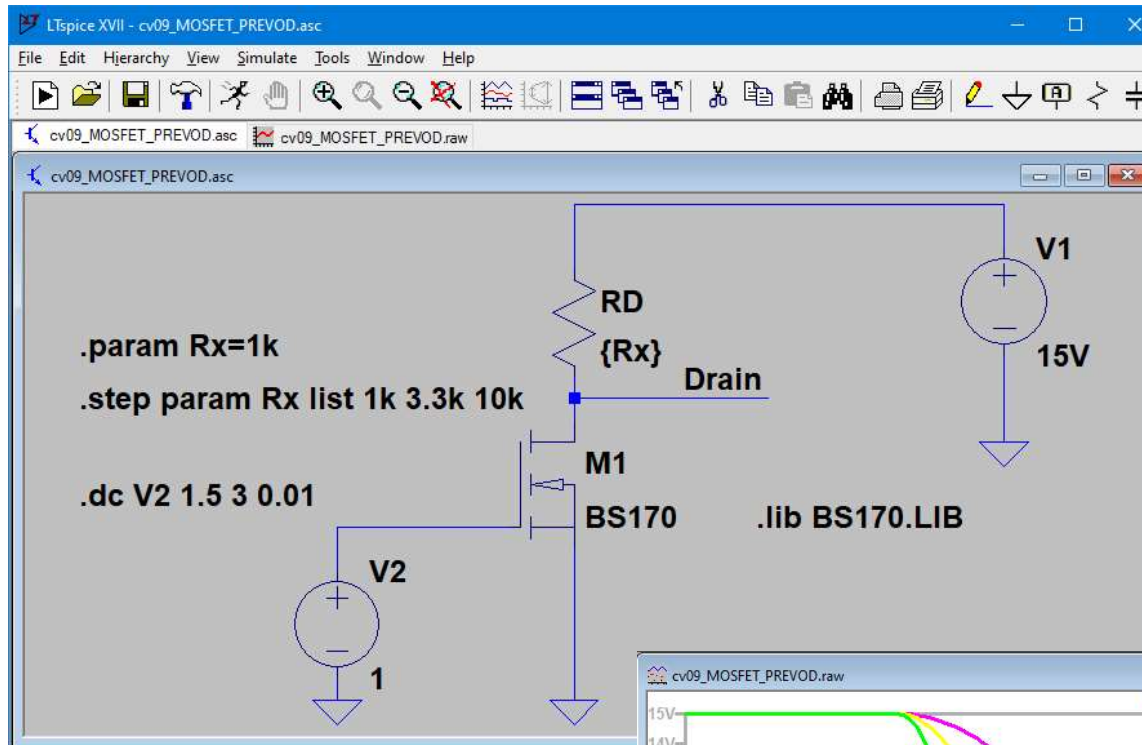 LTspice XVII - cv09_MOSFET_PREVOD.asc
File Edit Hierarchy View Simulate Tools Window Help
cv09_MOSFET_PREVOD.asc cv09_MOSFET_PREVOD.raw
cv09_MOSFET_PREVOD.asc
V1
RD
.param Rx=1k
{Rx}
15V
Drain
.step param Rx list 1k 3.3k 10k
M1
.dc V2 1.5 3 0.01
BS170
.lib BS170.LIB
V2
1
cv09_MOSFET_PREVOD.raw
15V
14V